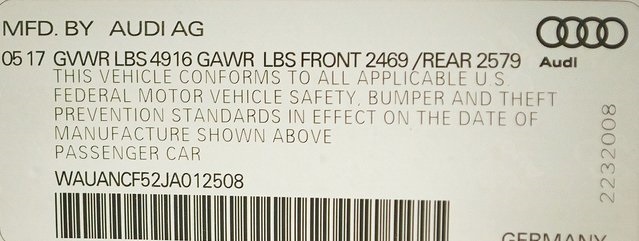 MFD. BY AUDI AG
05 17 GVWR LBS 4916 GAWR LBS FRONT 2469 /REAR 2579
Audi
THIS VEHICLE CONFORMS TO ALL APPLICABLE U.S.
FEDERAL MOTOR VEHICLE SAFETY, BUMPER AND THEFT
PREVENTION STANDARDS IN EFFECT ON THE DATE OF
MANUFACTURE SHOWN ABOVE
PASSENGER CAR
WAUANCF52JA012508
2232008
GERMANY